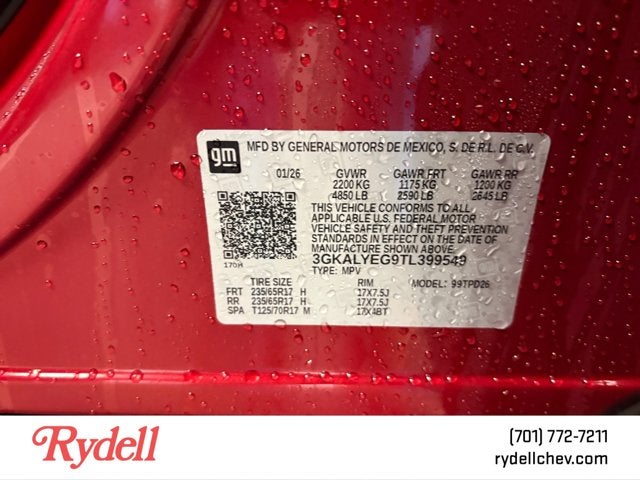 gm
MFD BY GENERAL MOTORS DE MEXICO, S. DE R.L. DE C.V.
01/26 GVWR GAWR FRT GAWR RR
2200 KG 1175 KG 1200 KG
4850 LB 2590 LB 2645 LB
THIS VEHICLE CONFORMS TO ALL
APPLICABLE U.S. FEDERAL MOTOR
VEHICLE SAFETY AND THEFT PREVENTION
STANDARDS IN EFFECT ON THE DATE OF
MANUFACTURE SHOWN ABOVE.
3GKALYEG9TL399549
170H TYPE: MPV
TIRE SIZE RIM MODEL: 99TPD26
FRT 235/65R17 H 17X7.5J
RR 235/65R17 H 17X7.5J
SPA T125/70R17 M 17X4BT
Rydell
(701) 772-7211
rydellchev.com